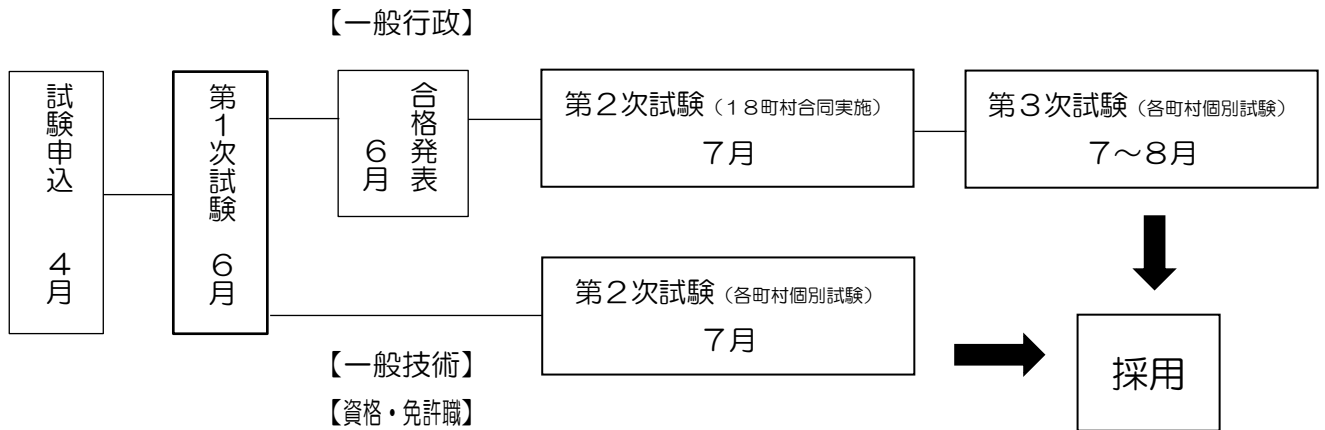 【一般行政】
試験申込 4月
第1次試験 6月
合格発表
6月
第2次試験（18町村合同実施）
7月
第3次試験（各町村個別試験）
7～8月
第2次試験（各町村個別試験）
7月
【一般技術】
【資格・免許職】
採用